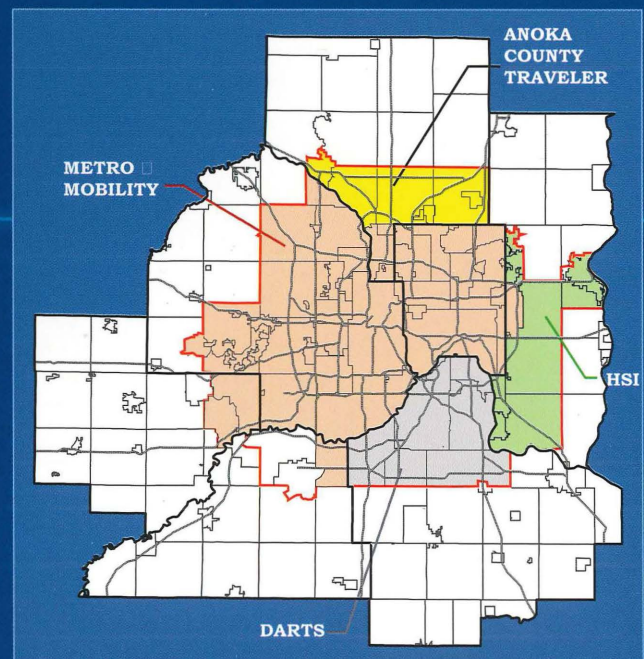 ANOKA
COUNTY
TRAVELER
METRO
MOBILITY
HSI
DARTS